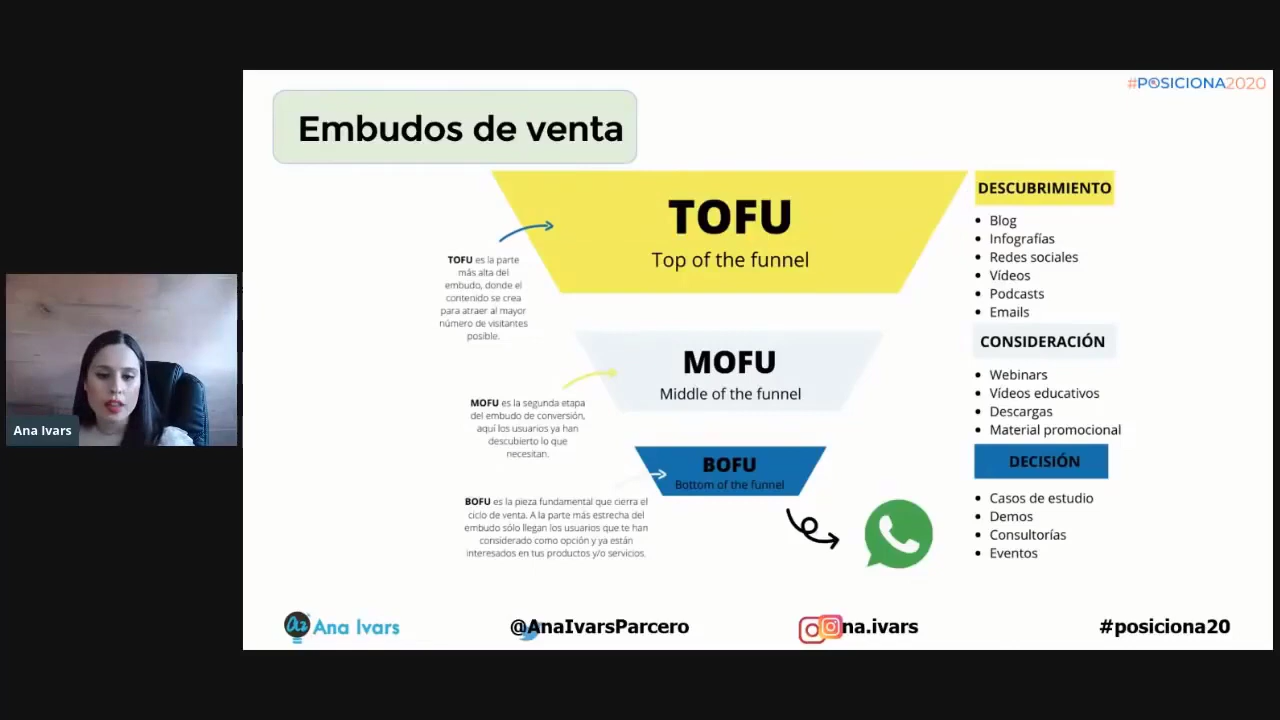 #POSICIONA2020
Embudos de venta
TOFU
Top of the funnel
TOFU es la parte
más alta del
embudo, donde el
contenido se crea
para atraer al mayor
número de visitantes
posible.
DESCUBRIMIENTO
Blog
Infografías
Redes sociales
Vídeos
Podcasts
Emails
MOFU
Middle of the funnel
MOFU es la segunda etapa
del embudo de conversión,
aquí los usuarios ya han
descubierto lo que
necesitan.
CONSIDERACIÓN
Webinars
Vídeos educativos
Descargas
Material promocional
BOFU
Bottom of the funnel
BOFU es la pieza fundamental que cierra el
ciclo de venta. A la parte más estrecha del
embudo sólo llegan los usuarios que te han
considerado como opción y ya están
interesados en tus productos y/o servicios.
DECISIÓN
Casos de estudio
Demos
Consultorías
Eventos
Ana Ivars
Ana Ivars
@AnaIvarsParcero
na.ivars
#posiciona20